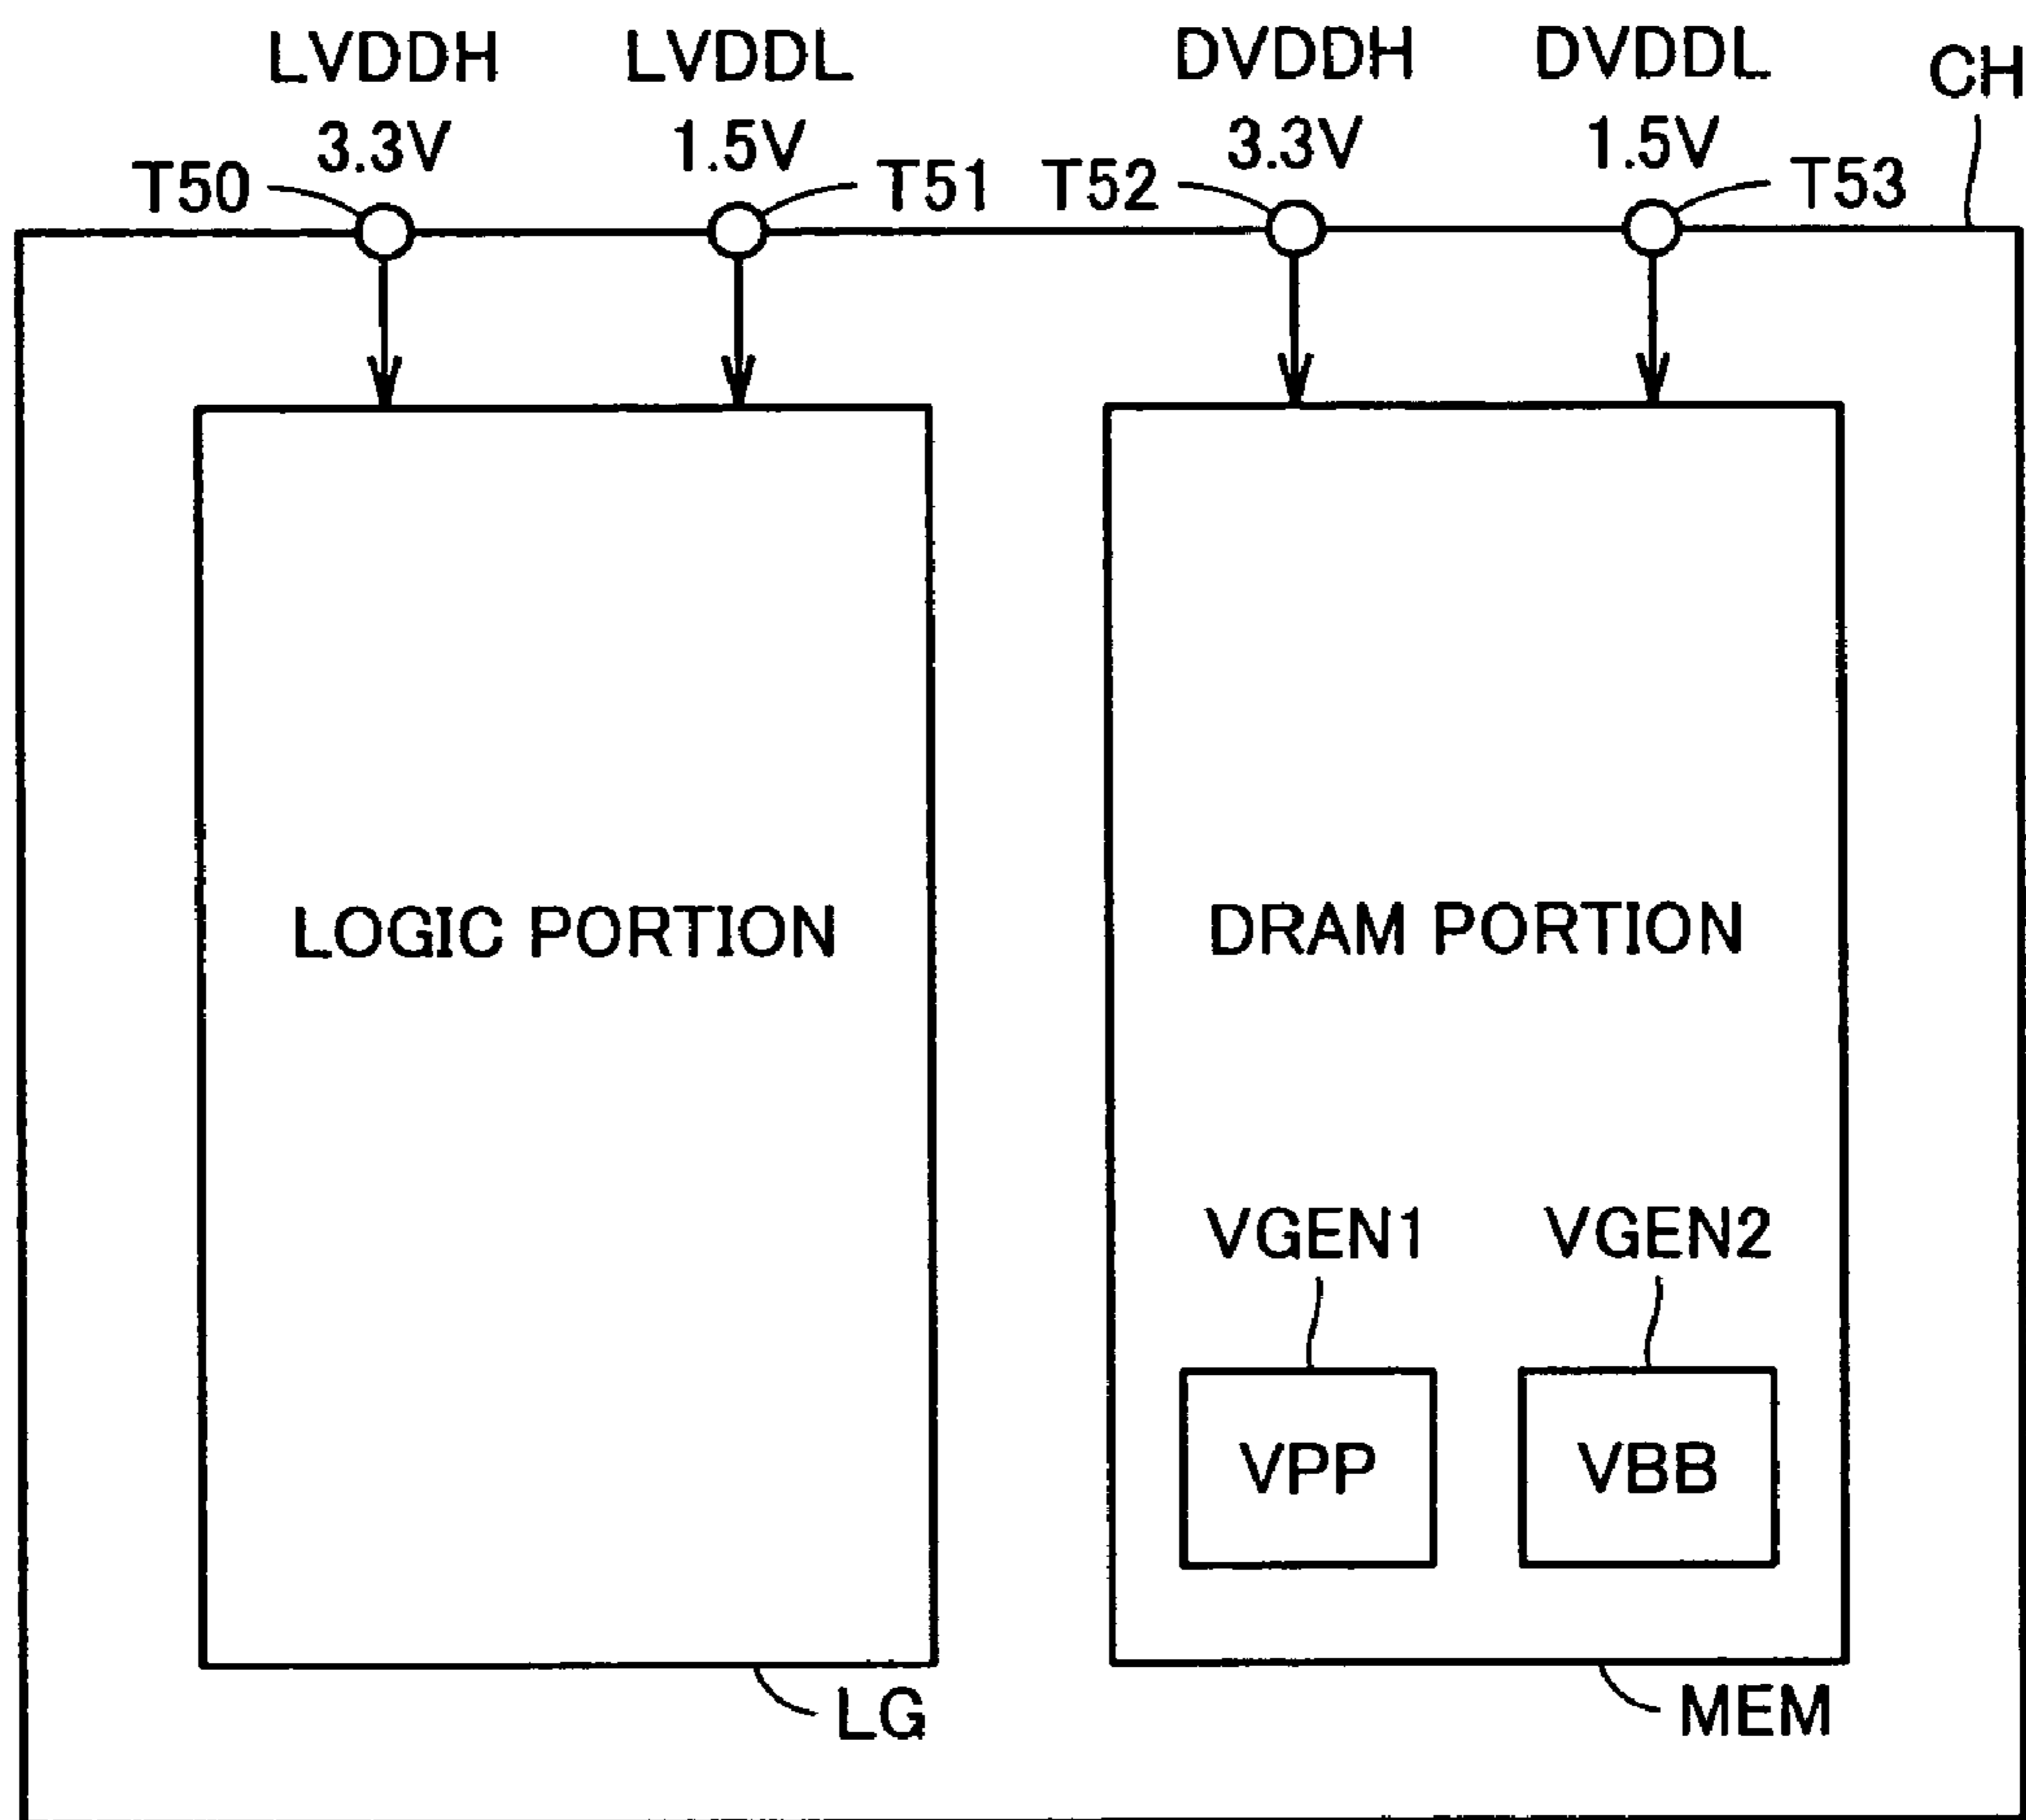 LVDDH LVDDL DVDDH DVDDL CH
3.3V 1.5V 3.3V 1.5V
T50 T51 T52 T53
LOGIC PORTION DRAM PORTION
VGEN1 VGEN2
VPP VBB
LG MEM